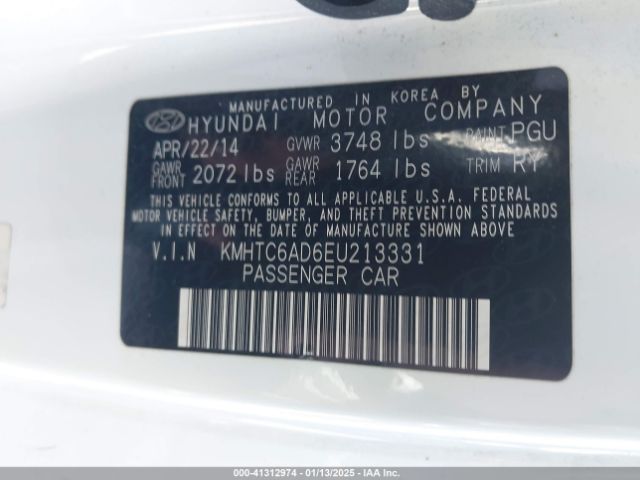 MANUFACTURED IN KOREA BY
HYUNDAI MOTOR COMPANY
APR/22/14 GVWR 3748 lbs PAINT PGU
GAWR FRONT 2072 lbs GAWR REAR 1764 lbs TRIM RY
THIS VEHICLE CONFORMS TO ALL APPLICABLE U.S.A. FEDERAL
MOTOR VEHICLE SAFETY, BUMPER, AND THEFT PREVENTION STANDARDS
IN EFFECT ON THE DATE OF MANUFACTURE SHOWN ABOVE
V.I.N KMHTC6AD6EU213331
PASSENGER CAR
COPYRIGHT - 41312974 - 01/13/2025 - IAA Inc.